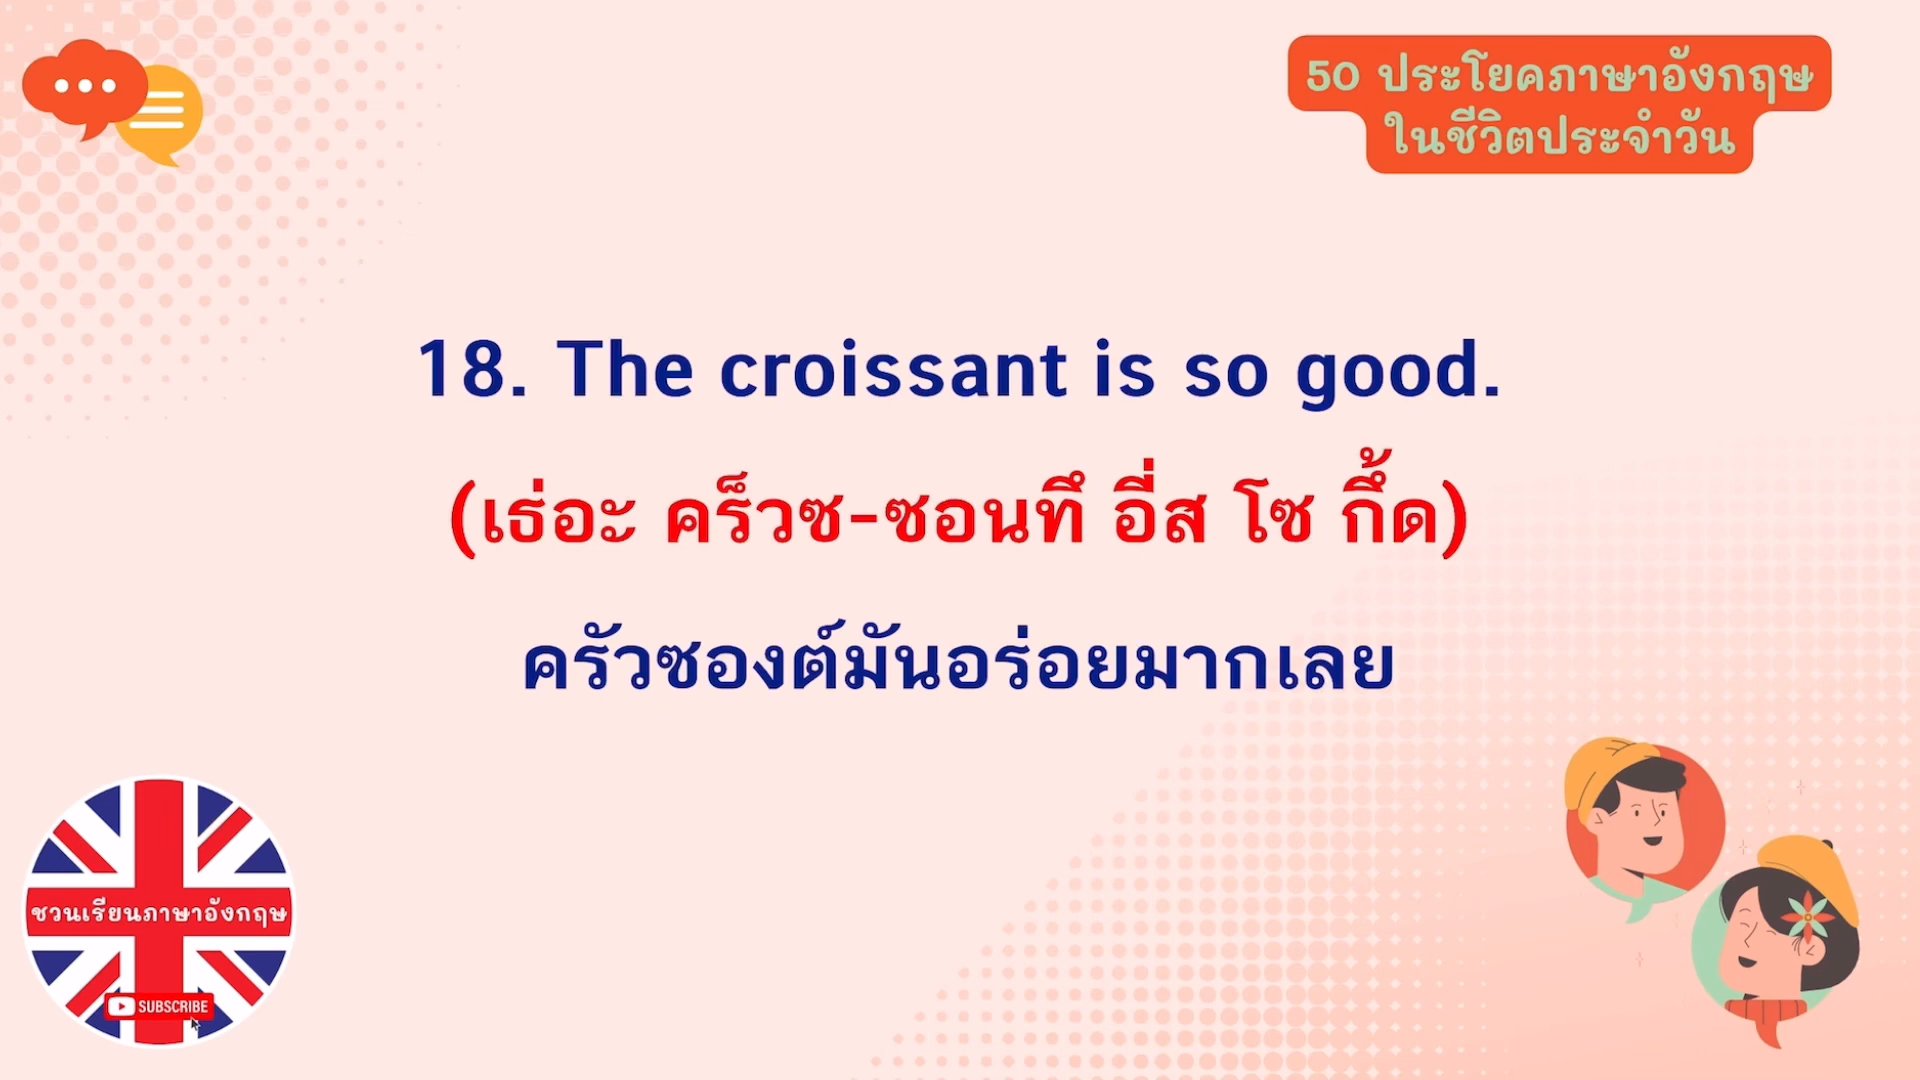 50 ประโยคภาษาอังกฤษ
ในชีวิตประจำวัน
18. The croissant is so good.
(เธ่อะ คร็วซ-ซอนทึ อี่ส โซ กึ้ด)
ครัวซองต์มันอร่อยมากเลย
ชวนเรียนภาษาอังกฤษ
SUBSCRIBE